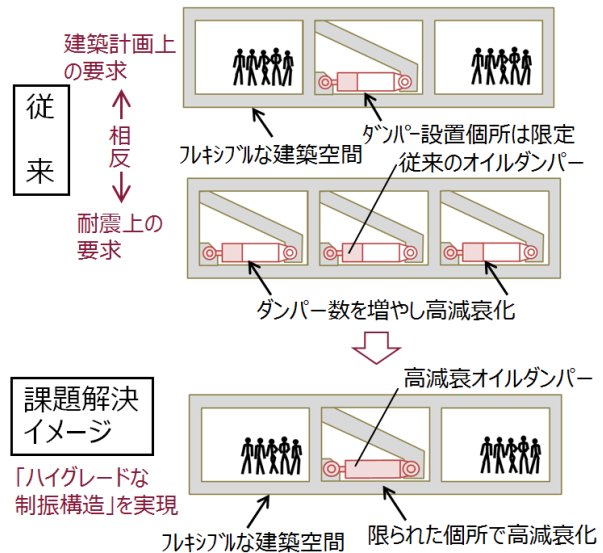 建築計画上
の要求
従
来
相
反
フレキシブルな建築空間
ダンパー設置個所は限定
従来のオイルダンパー
耐震上の
要求
ダンパー数を増やし高減衰化
課題解決
イメージ
「ハイグレードな
制振構造」を実現
高減衰オイルダンパー
フレキシブルな建築空間
限られた個所で高減衰化